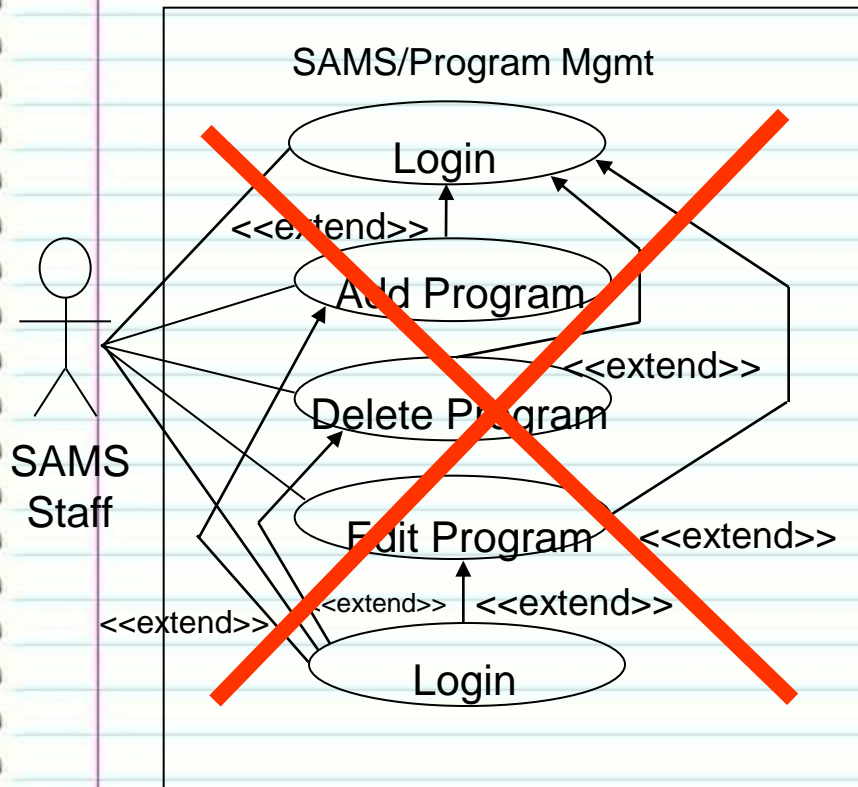 SAMS/Program Mgmt
Login
<<extend>>
Add Program
<<extend>>
Delete Program
SAMS
Staff
Edit Program
<<extend>>
<<extend>>
<<extend>>
<<extend>>
Login